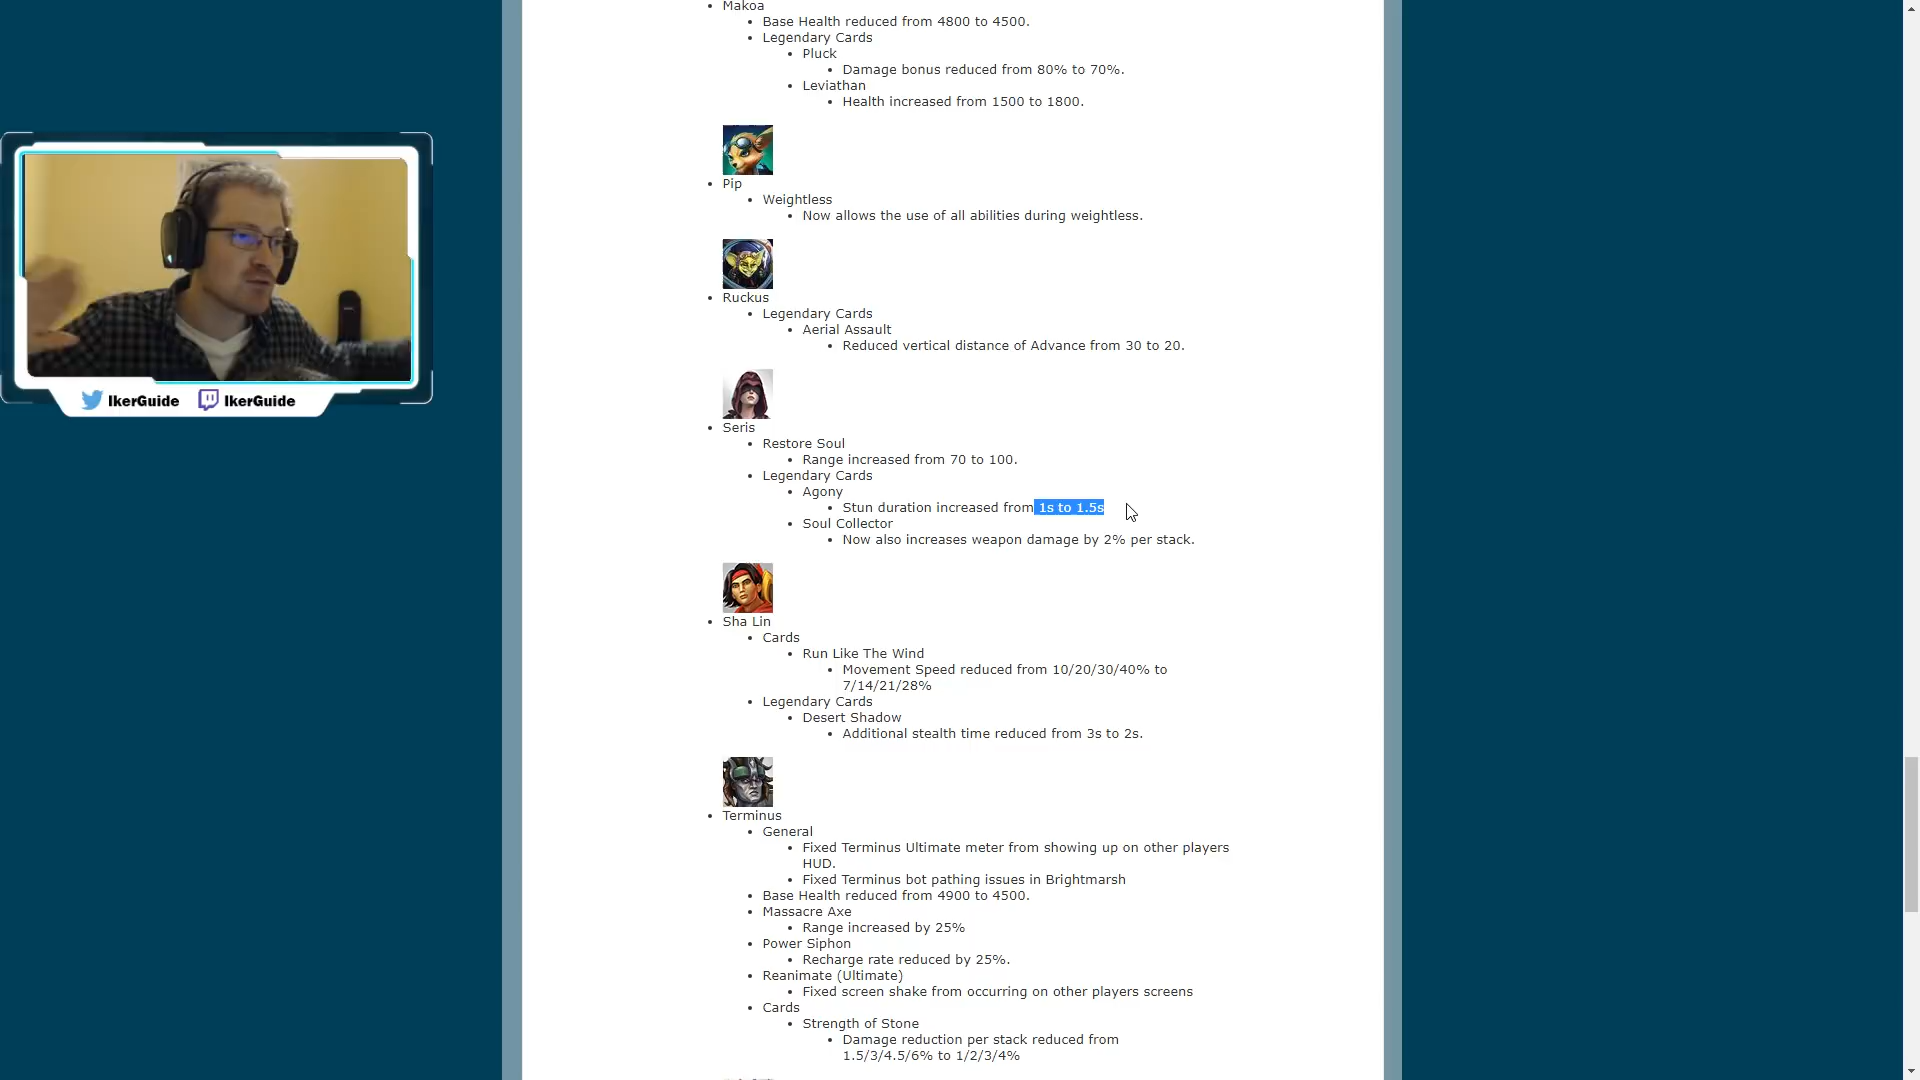 Makoa
Base Health reduced from 4800 to 4500.
Legendary Cards
Pluck
Damage bonus reduced from 80% to 70%.
Leviathan
Health increased from 1500 to 1800.
Pip
Weightless
Now allows the use of all abilities during weightless.
Ruckus
Legendary Cards
Aerial Assault
Reduced vertical distance of Advance from 30 to 20.
IkerGuide IkerGuide
Seris
Restore Soul
Range increased from 70 to 100.
Legendary Cards
Agony
Stun duration increased from 1s to 1.5s
Soul Collector
Now also increases weapon damage by 2% per stack.
Sha Lin
Cards
Run Like The Wind
Movement Speed reduced from 10/20/30/40% to
7/14/21/28%
Legendary Cards
Desert Shadow
Additional stealth time reduced from 3s to 2s.
Terminus
General
Fixed Terminus Ultimate meter from showing up on other players
HUD.
Fixed Terminus bot pathing issues in Brightmarsh
Base Health reduced from 4900 to 4500.
Massacre Axe
Range increased by 25%
Power Siphon
Recharge rate reduced by 25%.
Reanimate (Ultimate)
Fixed screen shake from occurring on other players screens
Cards
Strength of Stone
Damage reduction per stack reduced from
1.5/3/4.5/6% to 1/2/3/4%